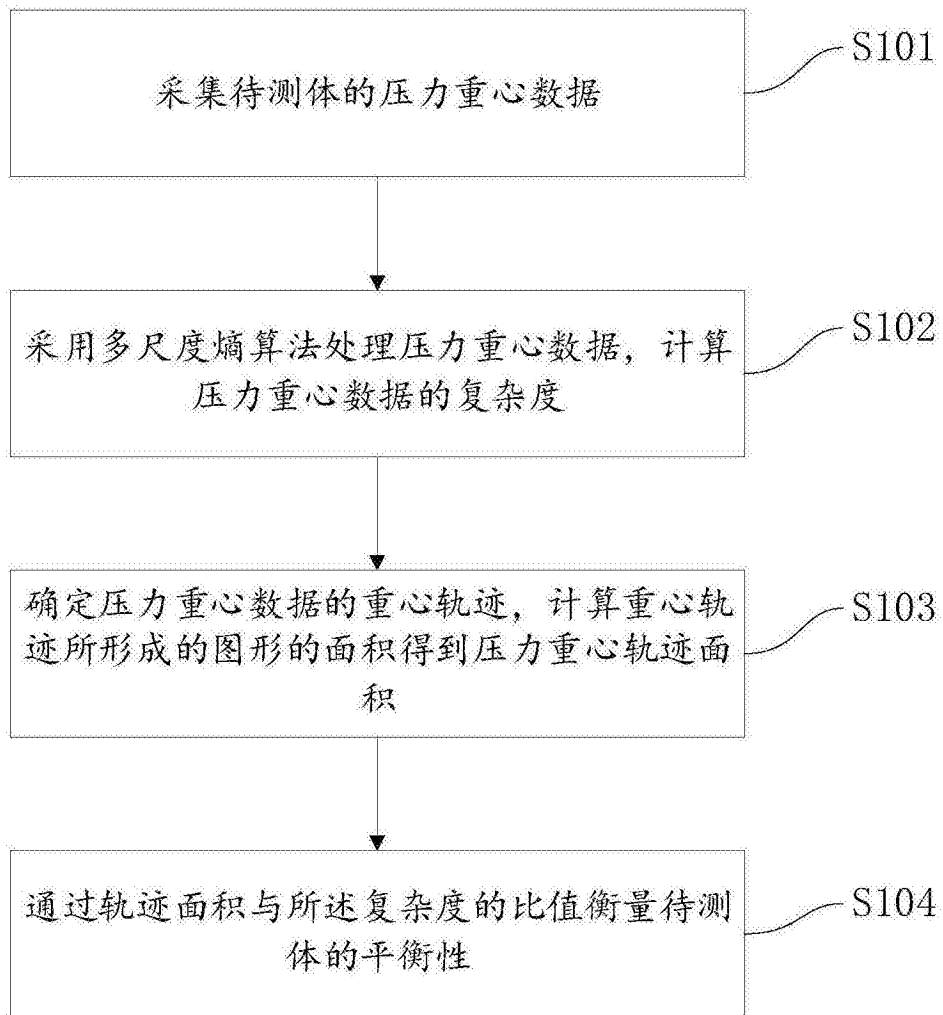 S101
采集待测体的压力重心数据
S102
采用多尺度熵算法处理压力重心数据，计算
压力重心数据的复杂度
S103
确定压力重心数据的重心轨迹，计算重心轨
迹所形成的图形的面积得到压力重心轨迹面
积
S104
通过轨迹面积与所述复杂度的比值衡量待测
体的平衡性